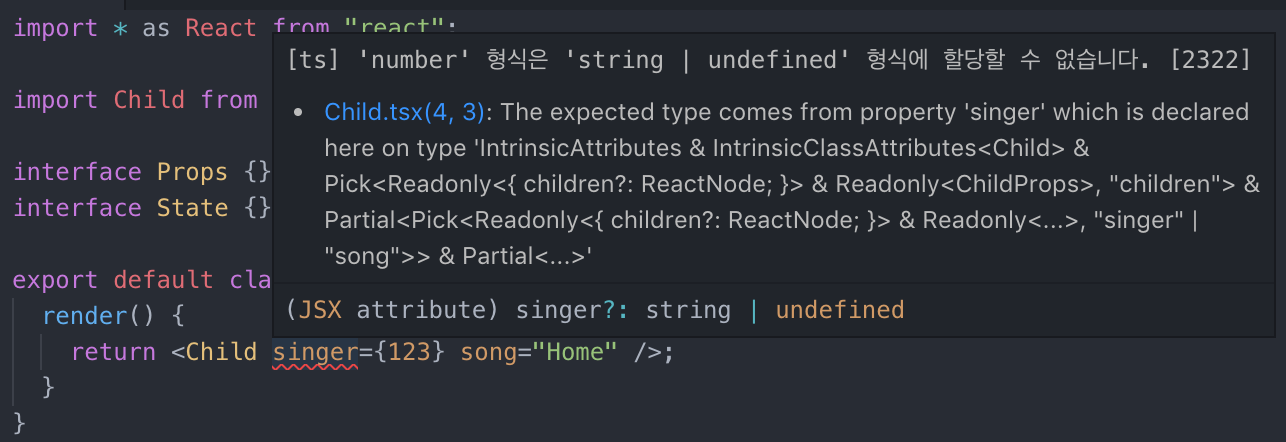 import * as React from "react";
[ts] 'number' 형식은 'string | undefined' 형식에 할당할 수 없습니다. [2322]
import Child from
• Child.tsx(4, 3): The expected type comes from property 'singer' which is declared
here on type 'IntrinsicAttributes & IntrinsicClassAttributes<Child> &
interface Props {}
Pick<Readonly<{ children?: ReactNode; }> & Readonly<ChildProps>, "children"> &
interface State {}
Partial<Pick<Readonly<{ children?: ReactNode; }> & Readonly<...>, "singer" |
"song">> & Partial<...>'
export default cla
(JSX attribute) singer?: string | undefined
render() {
return <Child singer={123} song="Home" />;
}
}